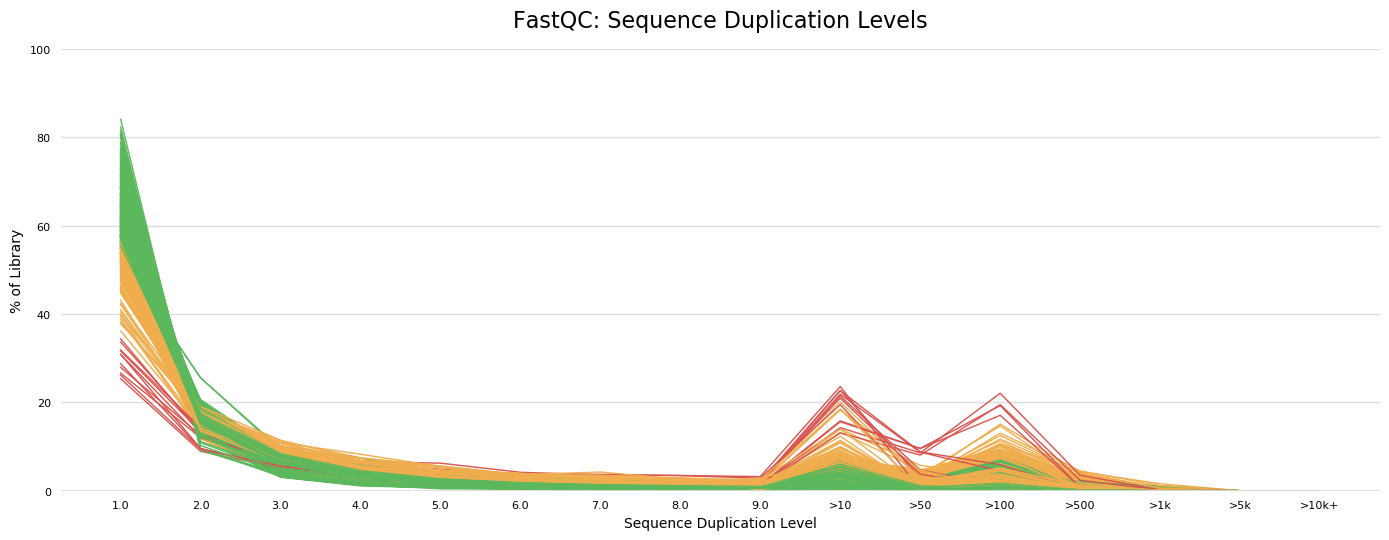 FastQC: Sequence Duplication Levels
% of Library
100
80
60
40
20
0
1.0 2.0 3.0 4.0 5.0 6.0 7.0 8.0 9.0 >10 >50 >100 >500 >1k >5k >10k+
Sequence Duplication Level